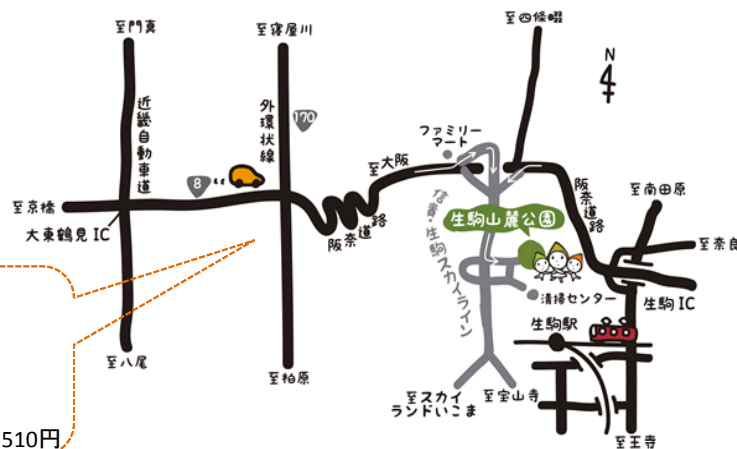 至門真
至寝屋川
至四條畷
N
近畿自動車道
外環状線
170
ファミリー
マート
至大阪
8
阪奈道路
至南田原
至京橋
大東鶴見 IC
阪奈道路
信貴・生駒スカイライン
生駒山麓公園
至奈良
清掃センター
生駒 IC
生駒駅
至八尾
至柏原
至スカイ
ランドいこま
至宝山寺
至王寺
510円